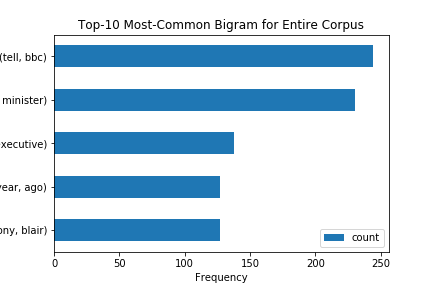 Top-10 Most-Common Bigram for Entire Corpus
(tell, bbc)
minister)
xecutive)
year, ago)
ony, blair)
count
0 50 100 150 200 250
Frequency